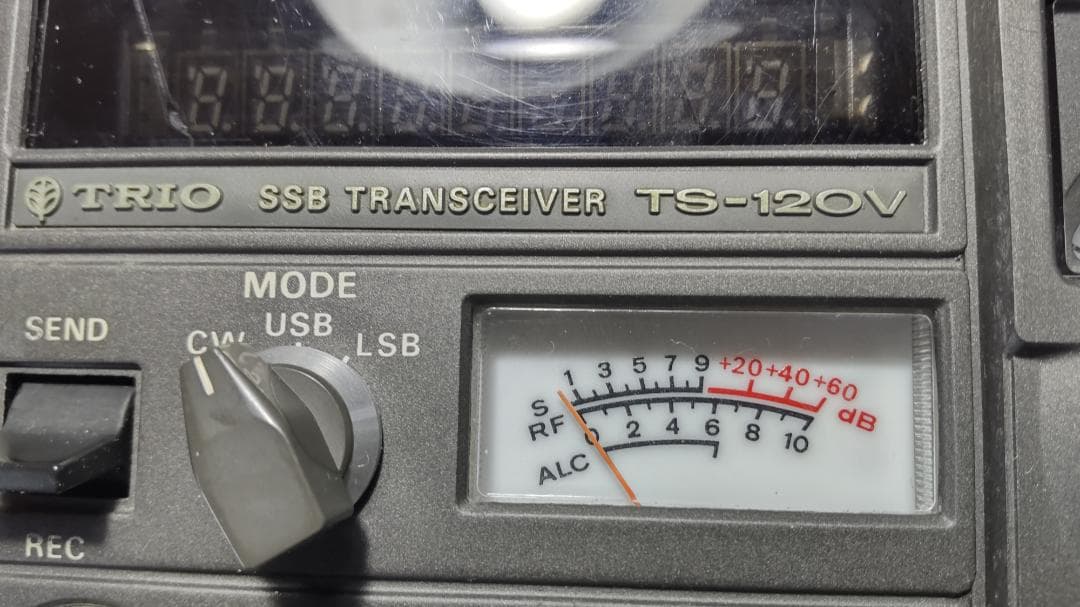 TRIO SSB TRANSCEIVER TS-120V
MODE
SEND
CW USB LSB
S 1 3 5 7 9 +20 +40 +60 dB
RF 0 2 4 6 8 10
ALC
REC